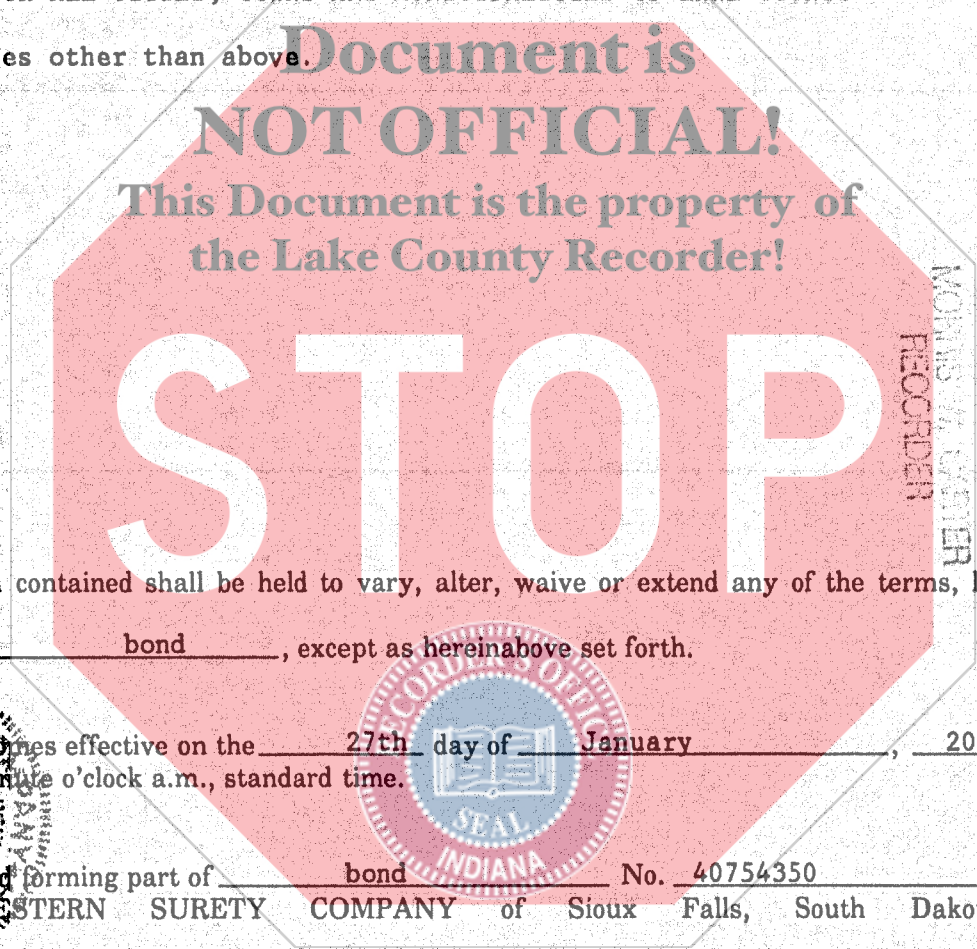 es other than above.
Document is
NOT OFFICIAL!
This Document is the property of
the Lake County Recorder!
STOP
RECORDER
contained shall be held to vary, alter, waive or extend any of the terms,
bond , except as hereinabove set forth.
RECORDER'S OFFICE
effective on the 27th day of January , 20
o'clock a.m., standard time.
SEAL
INDIANA
forming part of bond No. 40754350
STERN SURETY COMPANY of Sioux Falls, South Dako